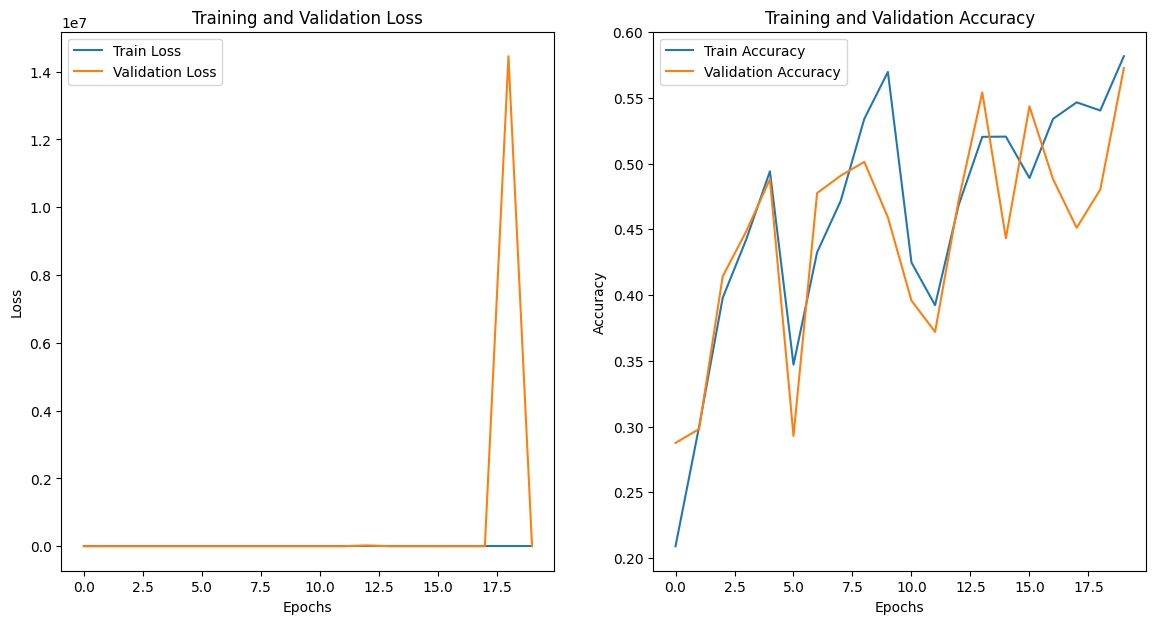 Training and Validation Loss
1e7
Train Loss
Validation Loss
1.4
1.2
1.0
0.8
0.6
0.4
0.2
0.0
Loss
0.0 2.5 5.0 7.5 10.0 12.5 15.0 17.5
Epochs
Training and Validation Accuracy
Train Accuracy
Validation Accuracy
0.60
0.55
0.50
0.45
0.40
0.35
0.30
0.25
0.20
Accuracy
0.0 2.5 5.0 7.5 10.0 12.5 15.0 17.5
Epochs